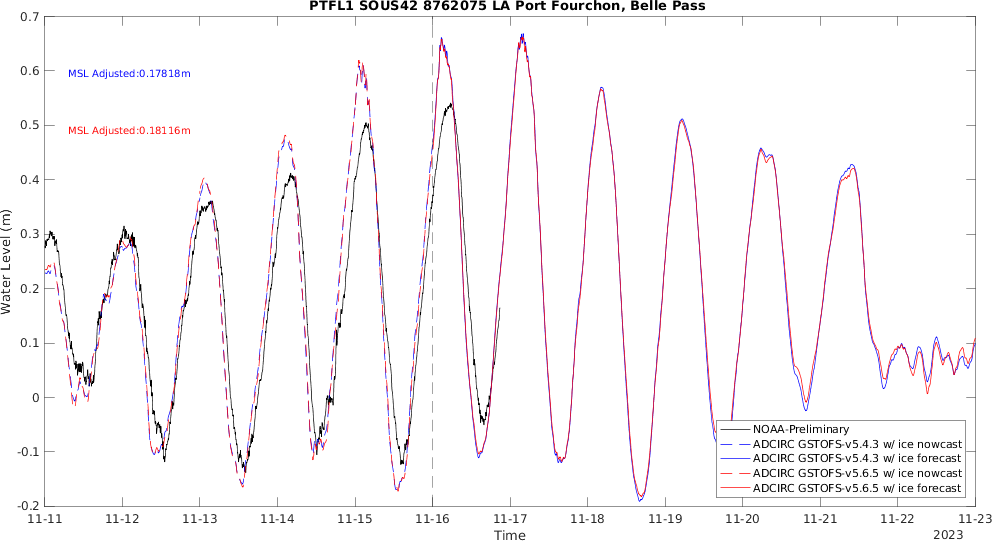 PTFL1 SOUS42 8762075 LA Port Fourchon, Belle Pass
0.7
0.6
0.5
0.4
0.3
0.2
0.1
0
-0.1
-0.2
Water Level (m)
MSL Adjusted:0.17818m
MSL Adjusted:0.18116m
NOAA-Preliminary
ADCIRC GSTOFS-v5.4.3 w/ ice nowcast
ADCIRC GSTOFS-v5.4.3 w/ ice forecast
ADCIRC GSTOFS-v5.6.5 w/ ice nowcast
ADCIRC GSTOFS-v5.6.5 w/ ice forecast
11-11 11-12 11-13 11-14 11-15 11-16 11-17 11-18 11-19 11-20 11-21 11-22 11-23
Time
2023